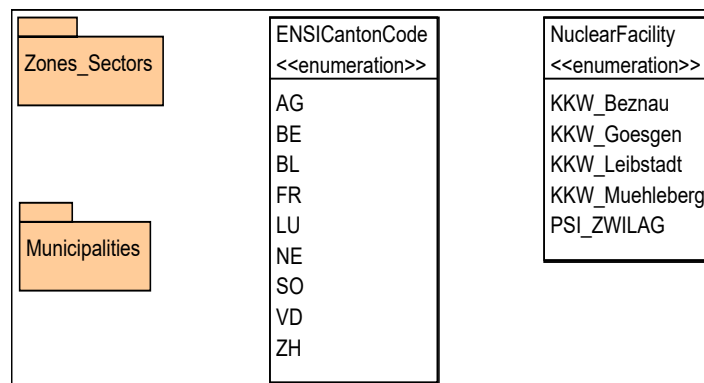 Zones_Sectors
Municipalities
ENSICantonCode
<<enumeration>>
AG
BE
BL
FR
LU
NE
SO
VD
ZH
NuclearFacility
<<enumeration>>
KKW_Beznau
KKW_Goesgen
KKW_Leibstadt
KKW_Muehleberg
PSI_ZWILAG